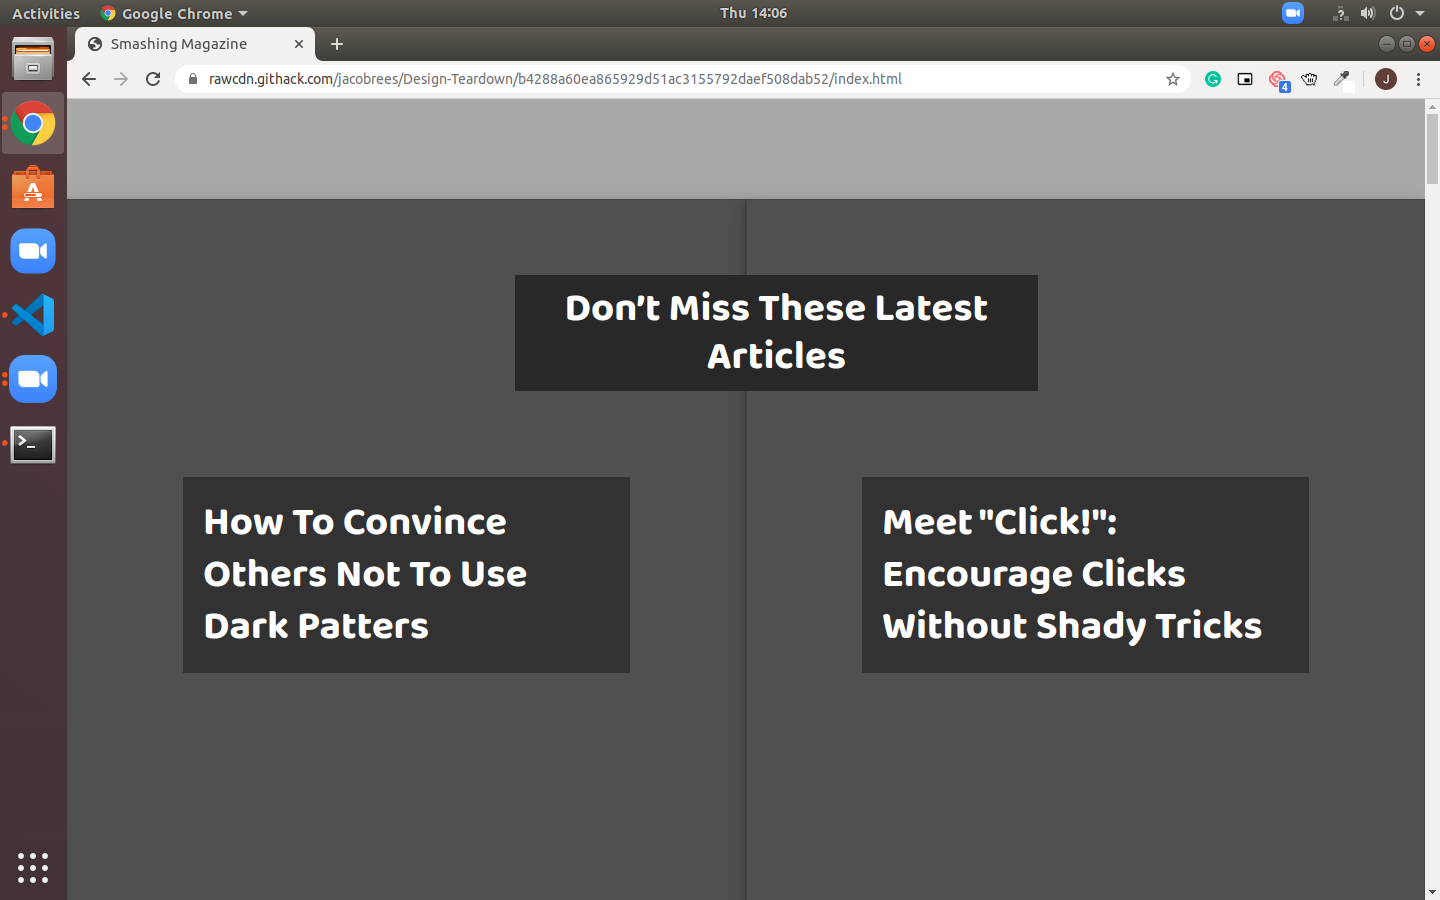 Activities Google Chrome Thu 14:06
Smashing Magazine
rawcdn.githack.com/jacobrees/Design-Teardown/b4288a60ea865929d51ac3155792daef508dab52/index.html
4
J
Don’t Miss These Latest
Articles
How To Convince
Others Not To Use
Dark Patters
Meet "Click!":
Encourage Clicks
Without Shady Tricks